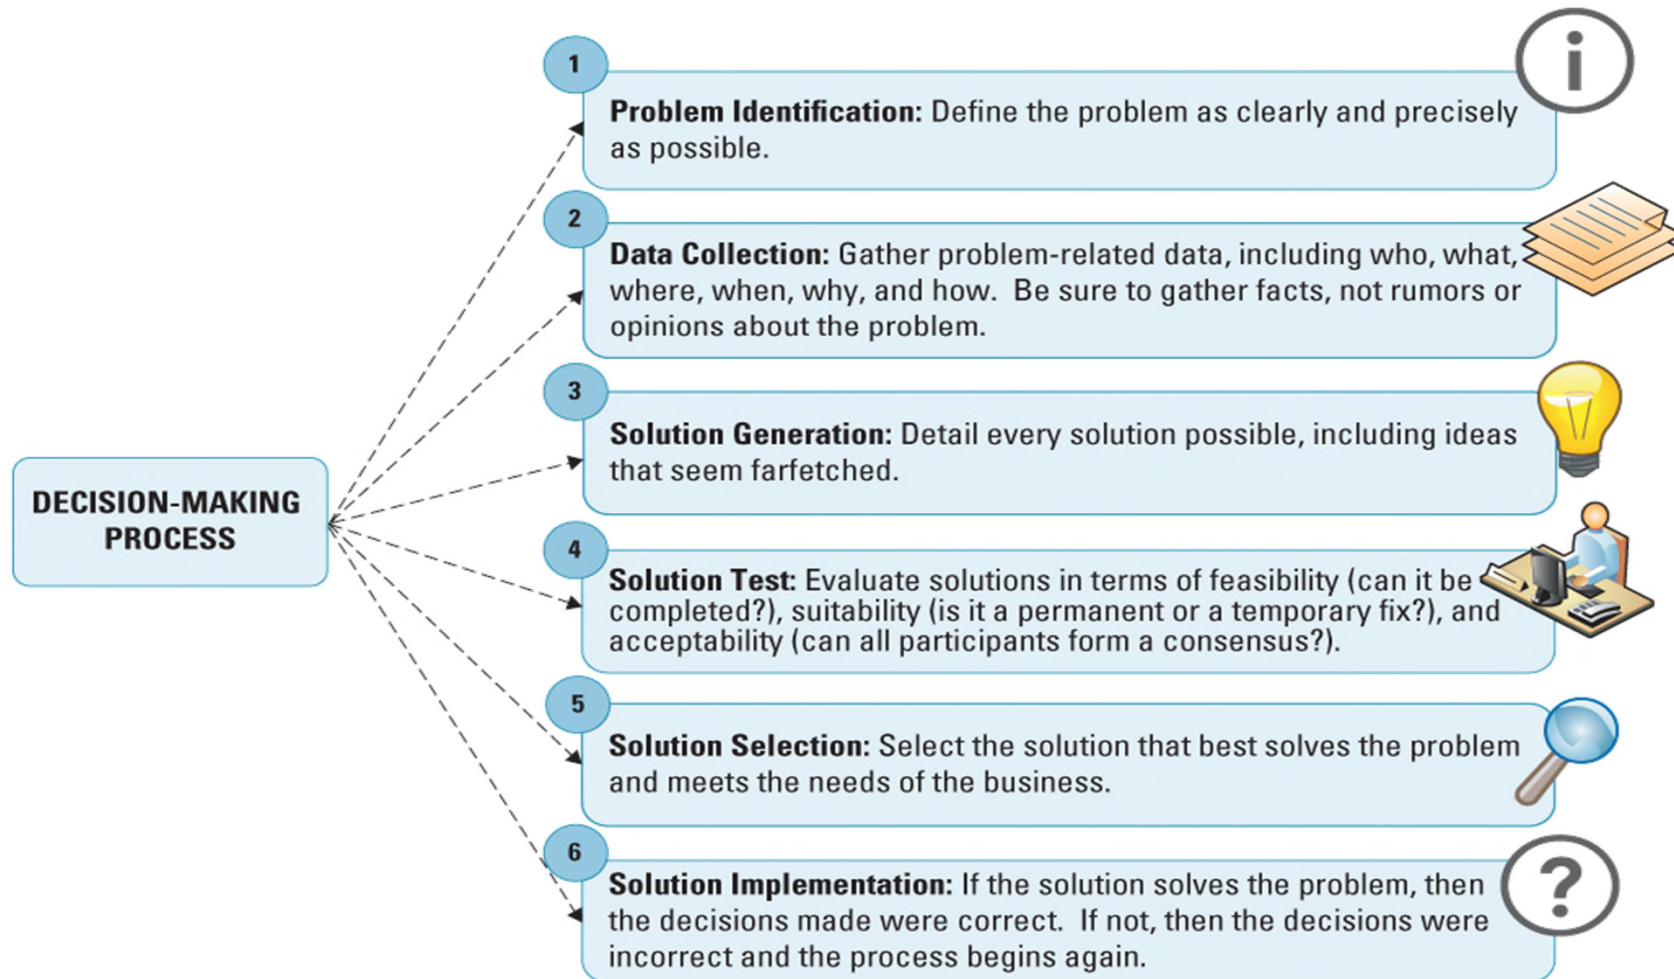 DECISION-MAKING
PROCESS
1
Problem Identification: Define the problem as clearly and precisely
as possible.
2
Data Collection: Gather problem-related data, including who, what,
where, when, why, and how. Be sure to gather facts, not rumors or
opinions about the problem.
3
Solution Generation: Detail every solution possible, including ideas
that seem farfetched.
4
Solution Test: Evaluate solutions in terms of feasibility (can it be
completed?), suitability (is it a permanent or a temporary fix?), and
acceptability (can all participants form a consensus?).
5
Solution Selection: Select the solution that best solves the problem
and meets the needs of the business.
6
Solution Implementation: If the solution solves the problem, then
the decisions made were correct. If not, then the decisions were
incorrect and the process begins again.
i
?